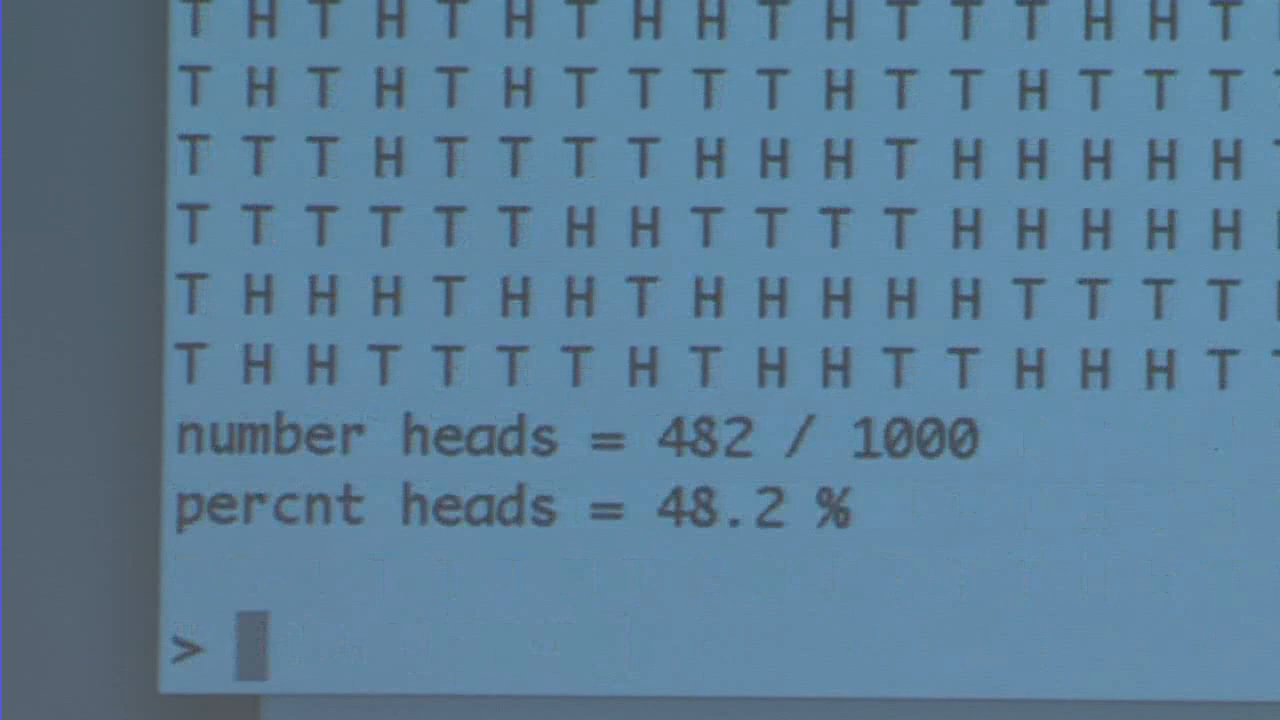 T H T H T H T H H T H T T T H H T
T H T H T H T T T T H T T H T T T
T T T H T T T T H H H T H H H H H
T T T T T T H H T T T T H H H H H
T H H H T H H T H H H H H T T T T
T H H T T T T H T H H T T H H H T
number heads = 482 / 1000
percnt heads = 48.2 %
>